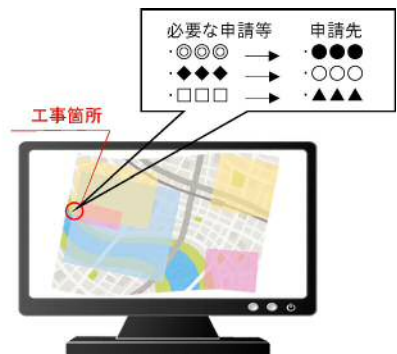 必要な申請等 申請先
・◎◎◎ → ・●●●
・◆◆◆ → ・○○○
・□□□ → ・▲▲▲
工事箇所